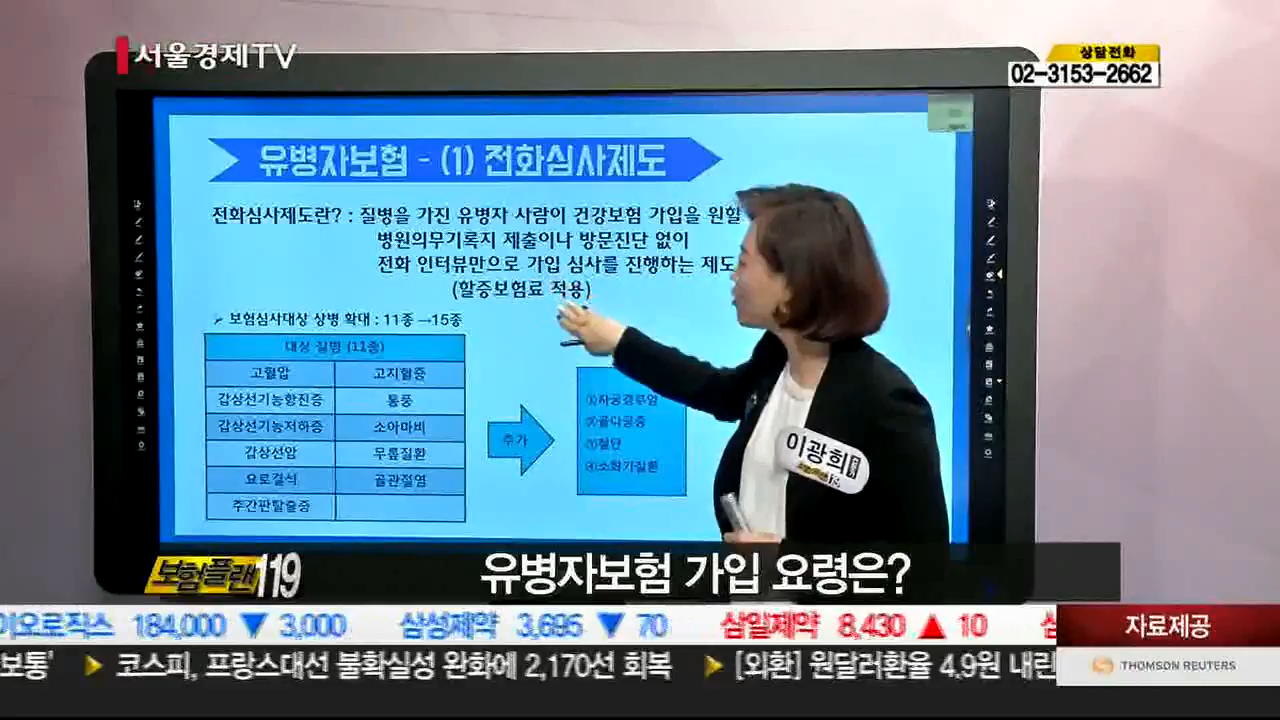 서울경제TV
상담전화
02-3153-2662
유병자보험 - (1) 전화심사제도
전화심사제도란? : 질병을 가진 유병자 사람이 건강보험 가입을 원할
병원의무기록지 제출이나 방문진단 없이
전화 인터뷰만으로 가입 심사를 진행하는 제도
(할증보험료 적용)
➢ 보험심사대상 상병 확대 : 11종 →15종
대상 질병 (11종)
고혈압 고지혈증
갑상선기능항진증 통풍
갑상선기능저하증 소아마비
갑상선암 무릎질환
요로결석 골관절염
추간판탈출증
추가
①자궁경부암
②골다공증
③절단
④소화기질환
이광희
보험플랜119
유병자보험 가입 요령은?
이오로직스 184,000 ▼ 3,000 삼성제약 3,695 ▼ 70 삼일제약 8,430 ▲ 10
자료제공
보통' ▶ 코스피, 프랑스대선 불확실성 완화에 2,170선 회복 ▶ [외환] 원달러환율 4.9원 내린
THOMSON REUTERS